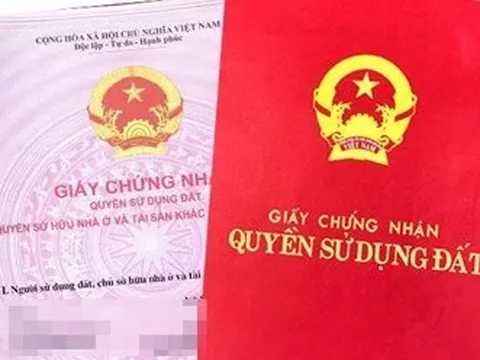 CỘNG HÒA XÃ HỘI CHỦ NGHĨA VIỆT NAM
Độc lập - Tự do - Hạnh phúc
GIẤY CHỨNG NH
QUYỀN SỬ DỤNG ĐẤT
QUYỀN SỞ HỮU NHÀ Ở VÀ TÀI SẢN KHÁC
I. Người sử dụng đất, chủ sở hữu nhà ở và tài
VIỆT NAM
GIẤY CHỨNG NHẬN
QUYỀN SỬ DỤNG ĐẤT